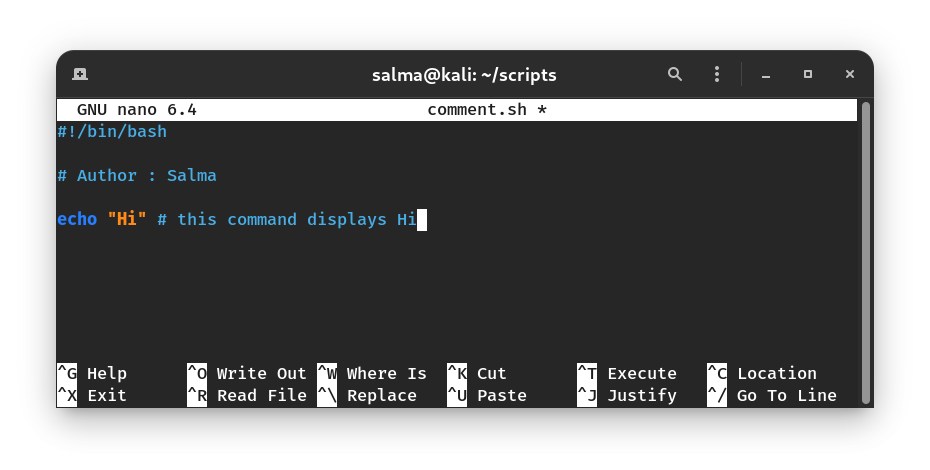 salma@kali: ~/scripts
GNU nano 6.4 comment.sh *
#!/bin/bash
# Author : Salma
echo "Hi" # this command displays Hi
^G Help ^O Write Out ^W Where Is ^K Cut ^T Execute ^C Location
^X Exit ^R Read File ^\ Replace ^U Paste ^J Justify ^/ Go To Line